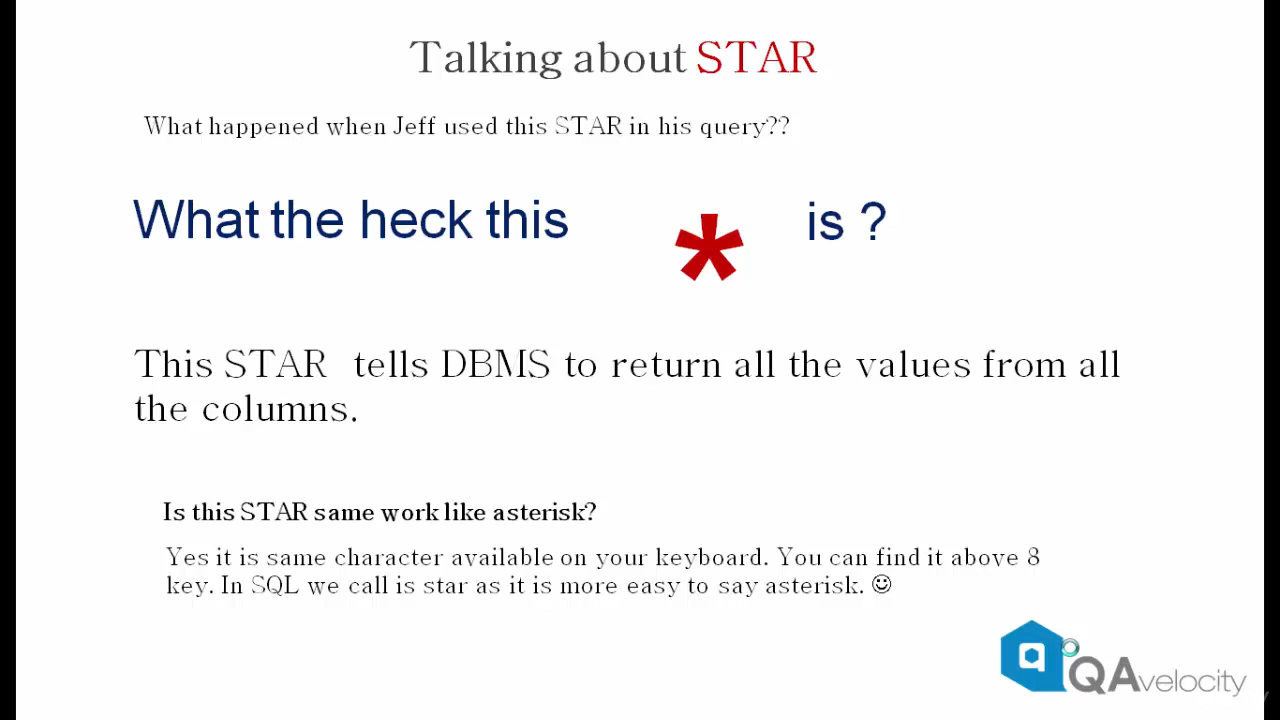 Talking about STAR
What happened when Jeff used this STAR in his query??
What the heck this * is ?
This STAR tells DBMS to return all the values from all
the columns.
Is this STAR same work like asterisk?
Yes it is same character available on your keyboard. You can find it above 8
key. In SQL we call is star as it is more easy to say asterisk. ☺
q QAvelocity